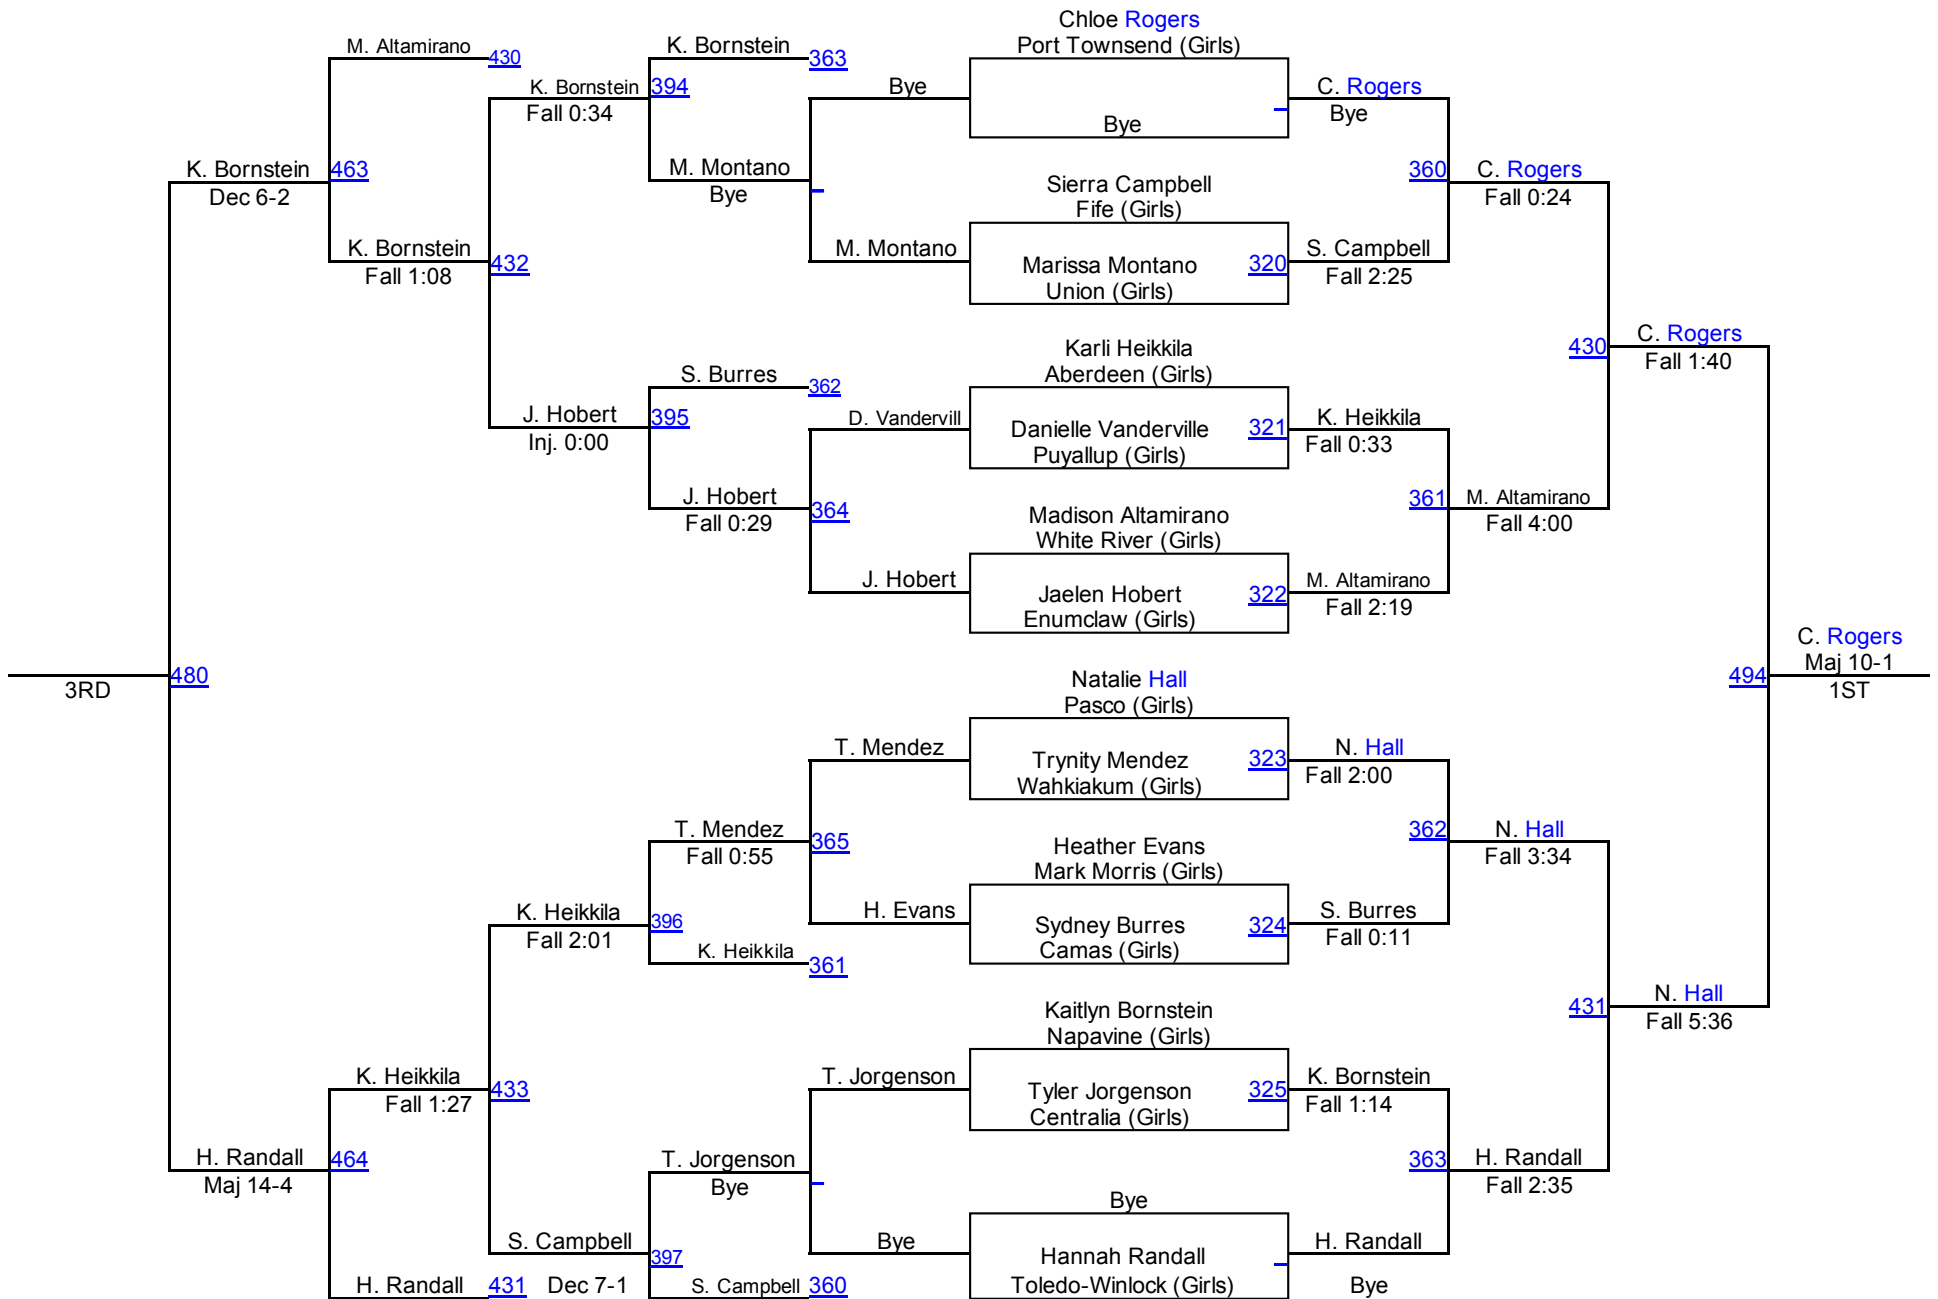 Chloe Rogers
M. Altamirano 430 K. Bornstein 363 Port Townsend (Girls)
K. Bornstein 394 Bye C. Rogers
Fall 0:34 Bye Bye
K. Bornstein 463 M. Montano 360 C. Rogers
Dec 6-2 Bye Sierra Campbell Fall 0:24
Fife (Girls)
K. Bornstein 432 M. Montano Marissa Montano 320 S. Campbell
Fall 1:08 Union (Girls) Fall 2:25
Karli Heikkila 430 C. Rogers
S. Burres 362 Aberdeen (Girls) Fall 1:40
J. Hobert 395 D. Vandervill Danielle Vanderville 321 K. Heikkila
Inj. 0:00 Puyallup (Girls) Fall 0:33
J. Hobert 364 Madison Altamirano 361 M. Altamirano
Fall 0:29 White River (Girls) Fall 4:00
J. Hobert Jaelen Hobert 322 M. Altamirano
Enumclaw (Girls) Fall 2:19
C. Rogers
480 Natalie Hall 494 Maj 10-1
3RD Pasco (Girls) 1ST
T. Mendez Trynity Mendez 323 N. Hall
Wahkiakum (Girls) Fall 2:00
T. Mendez 365 Heather Evans 362 N. Hall
Fall 0:55 Mark Morris (Girls) Fall 3:34
K. Heikkila 396 H. Evans Sydney Burres 324 S. Burres
Fall 2:01 Camas (Girls) Fall 0:11
K. Heikkila 361
Kaitlyn Bornstein 431 N. Hall
Napavine (Girls) Fall 5:36
K. Heikkila 433 T. Jorgenson Tyler Jorgenson 325 K. Bornstein
Fall 1:27 Centralia (Girls) Fall 1:14
H. Randall 464 T. Jorgenson 363 H. Randall
Maj 14-4 Bye Bye Fall 2:35
S. Campbell 397 Bye Hannah Randall H. Randall
H. Randall 431 Dec 7-1 S. Campbell 360 Toledo-Winlock (Girls) Bye